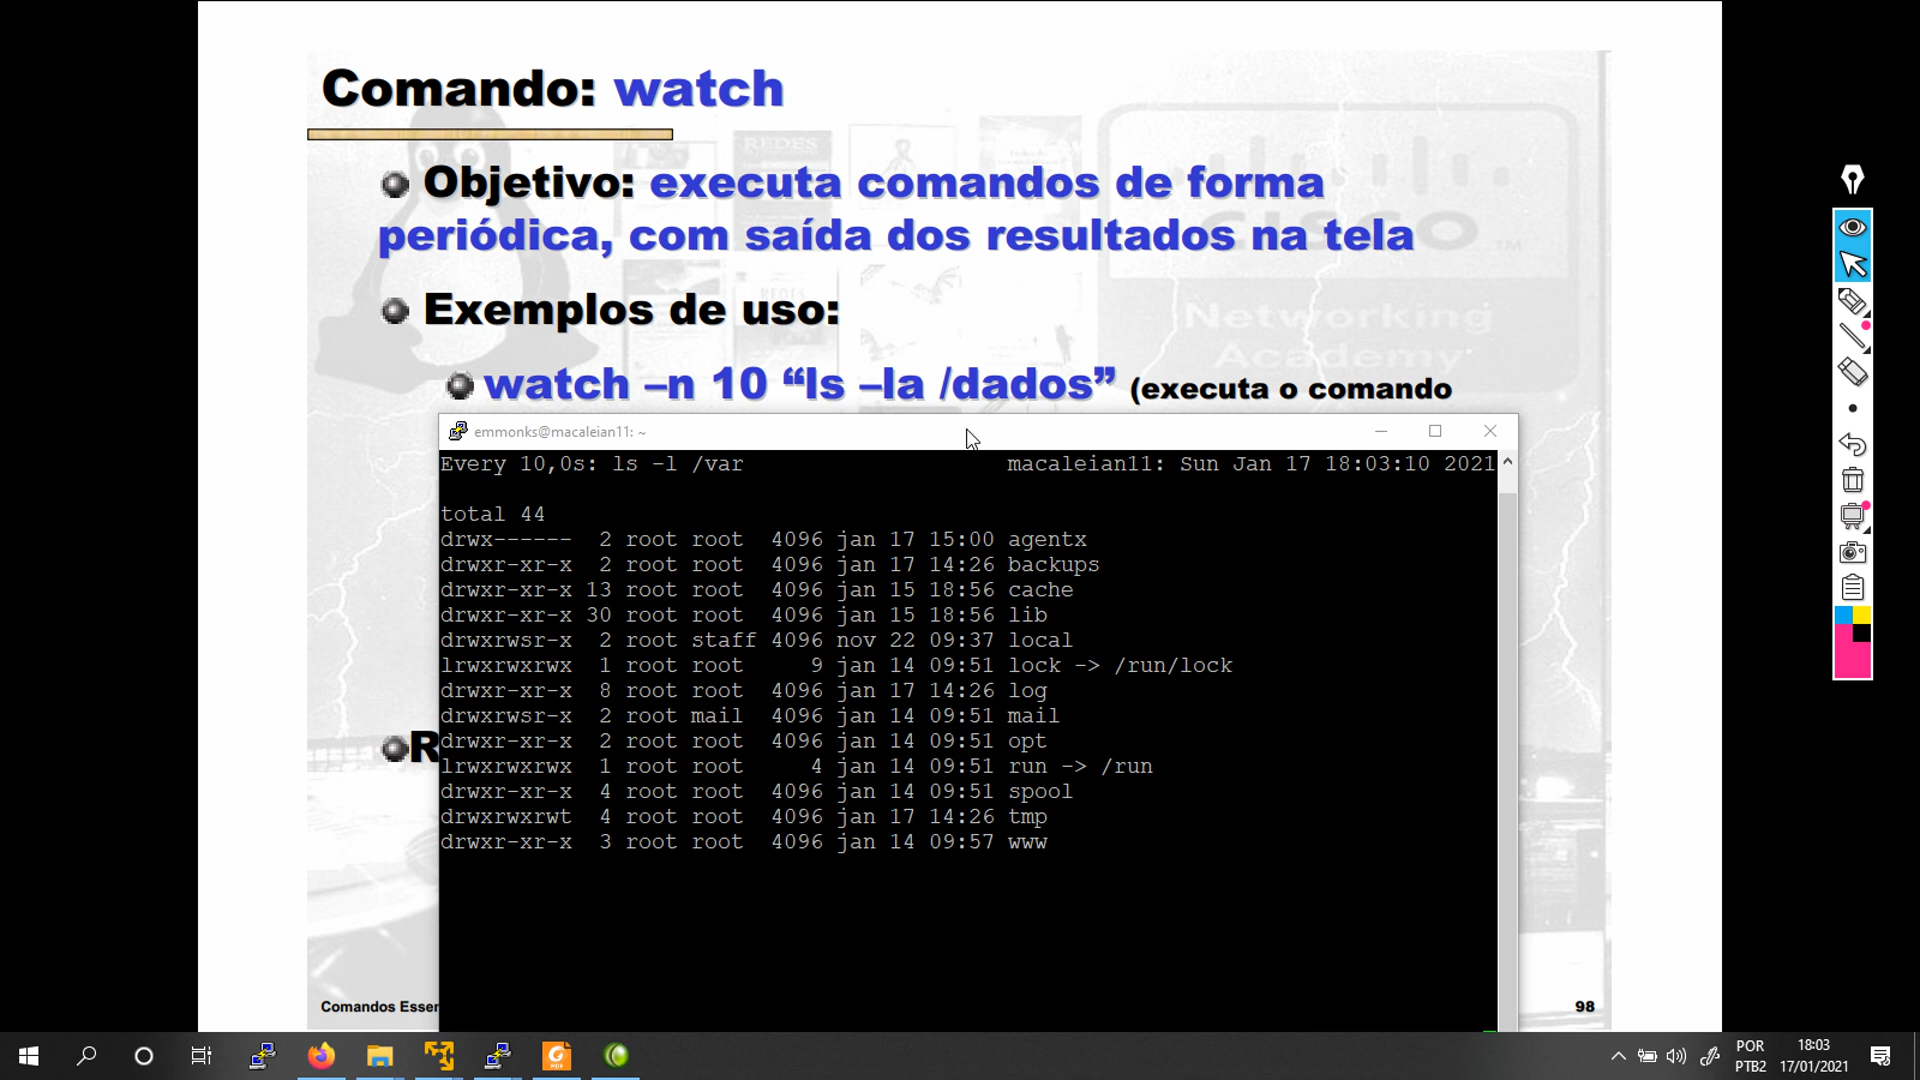 Comando: watch
Objetivo: executa comandos de forma
periódica, com saída dos resultados na tela
Exemplos de uso:
watch –n 10 “ls –la /dados” (executa o comando
REDES
CISCO
TM
Networking
Academy
emmonks@macaleian11: ~
Every 10,0s: ls -l /var macaleian11: Sun Jan 17 18:03:10 2021
total 44
drwx------ 2 root root 4096 jan 17 15:00 agentx
drwxr-xr-x 2 root root 4096 jan 17 14:26 backups
drwxr-xr-x 13 root root 4096 jan 15 18:56 cache
drwxr-xr-x 30 root root 4096 jan 15 18:56 lib
drwxrwsr-x 2 root staff 4096 nov 22 09:37 local
lrwxrwxrwx 1 root root 9 jan 14 09:51 lock -> /run/lock
drwxr-xr-x 8 root root 4096 jan 17 14:26 log
drwxrwsr-x 2 root mail 4096 jan 14 09:51 mail
drwxr-xr-x 2 root root 4096 jan 14 09:51 opt
lrwxrwxrwx 1 root root 4 jan 14 09:51 run -> /run
drwxr-xr-x 4 root root 4096 jan 14 09:51 spool
drwxrwxrwt 4 root root 4096 jan 17 14:26 tmp
drwxr-xr-x 3 root root 4096 jan 14 09:57 www
R
Comandos Esser
98
POR
PTB2
18:03
17/01/2021